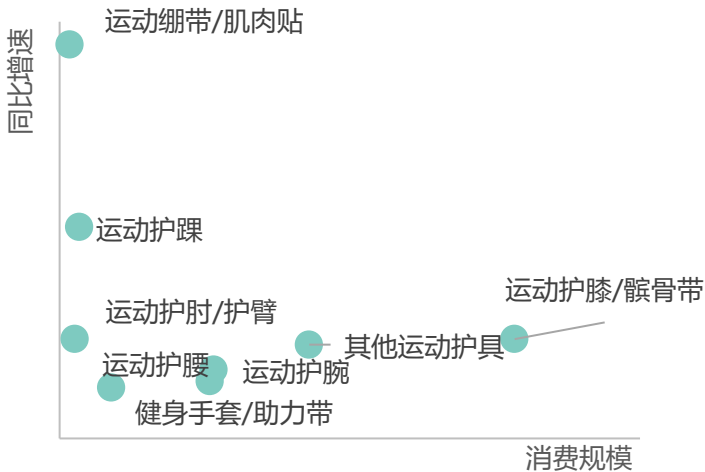 运动绷带/肌肉贴
同比增速
运动护踝
运动护膝/髌骨带
运动护肘/护臂
其他运动护具
运动护腰
运动护腕
健身手套/助力带
消费规模